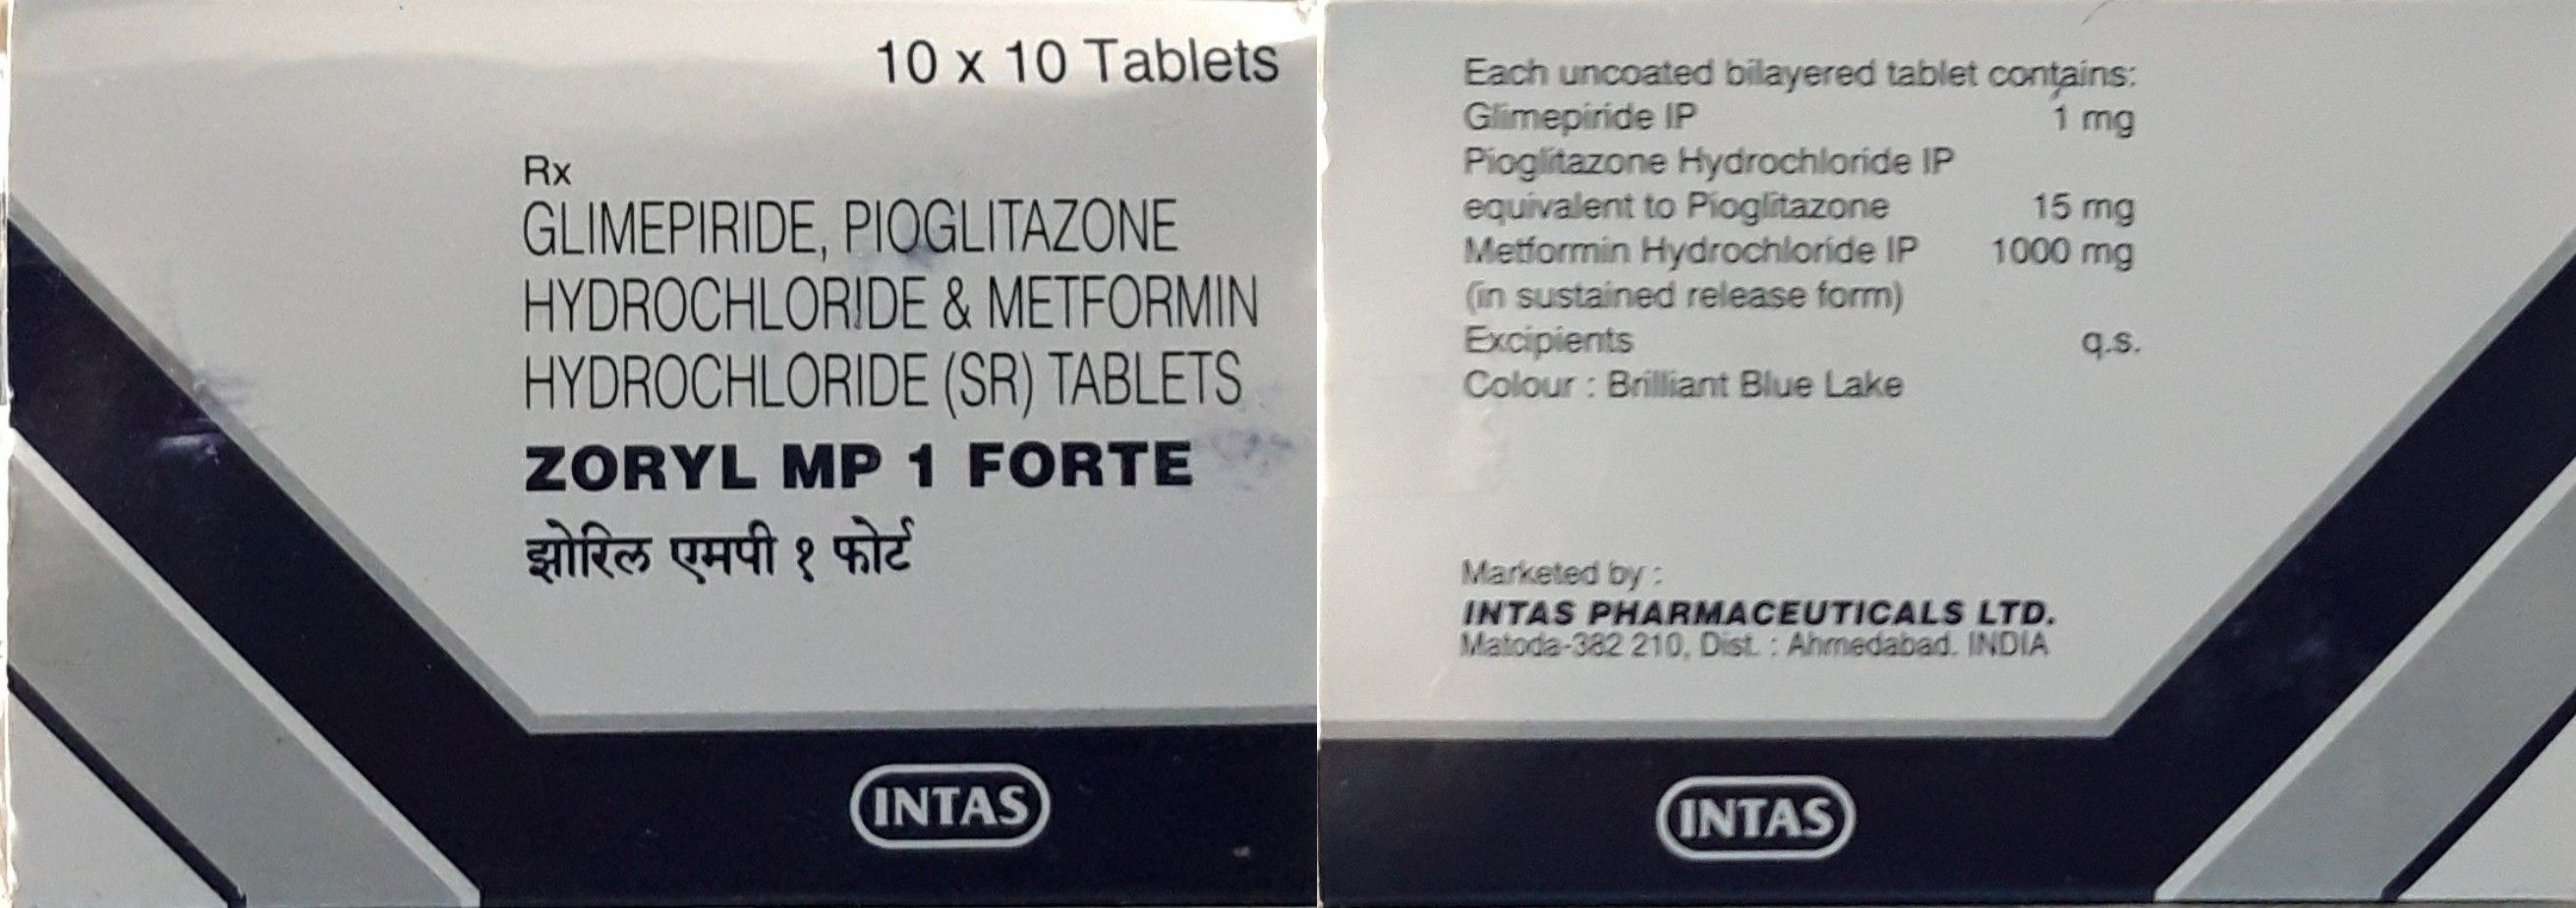 10 x 10 Tablets
Rx
GLIMEPIRIDE, PIOGLITAZONE
HYDROCHLORIDE & METFORMIN
HYDROCHLORIDE (SR) TABLETS
ZORYL MP 1 FORTE
झोरिल एमपी १ फोर्ट
INTAS
Each uncoated bilayered tablet contains:
Glimepiride IP 1 mg
Pioglitazone Hydrochloride IP
equivalent to Pioglitazone 15 mg
Metformin Hydrochloride IP 1000 mg
(in sustained release form)
Excipients q.s.
Colour : Brilliant Blue Lake
Marketed by :
INTAS PHARMACEUTICALS LTD.
Matoda-382 210, Dist. : Ahmedabad. INDIA
INTAS